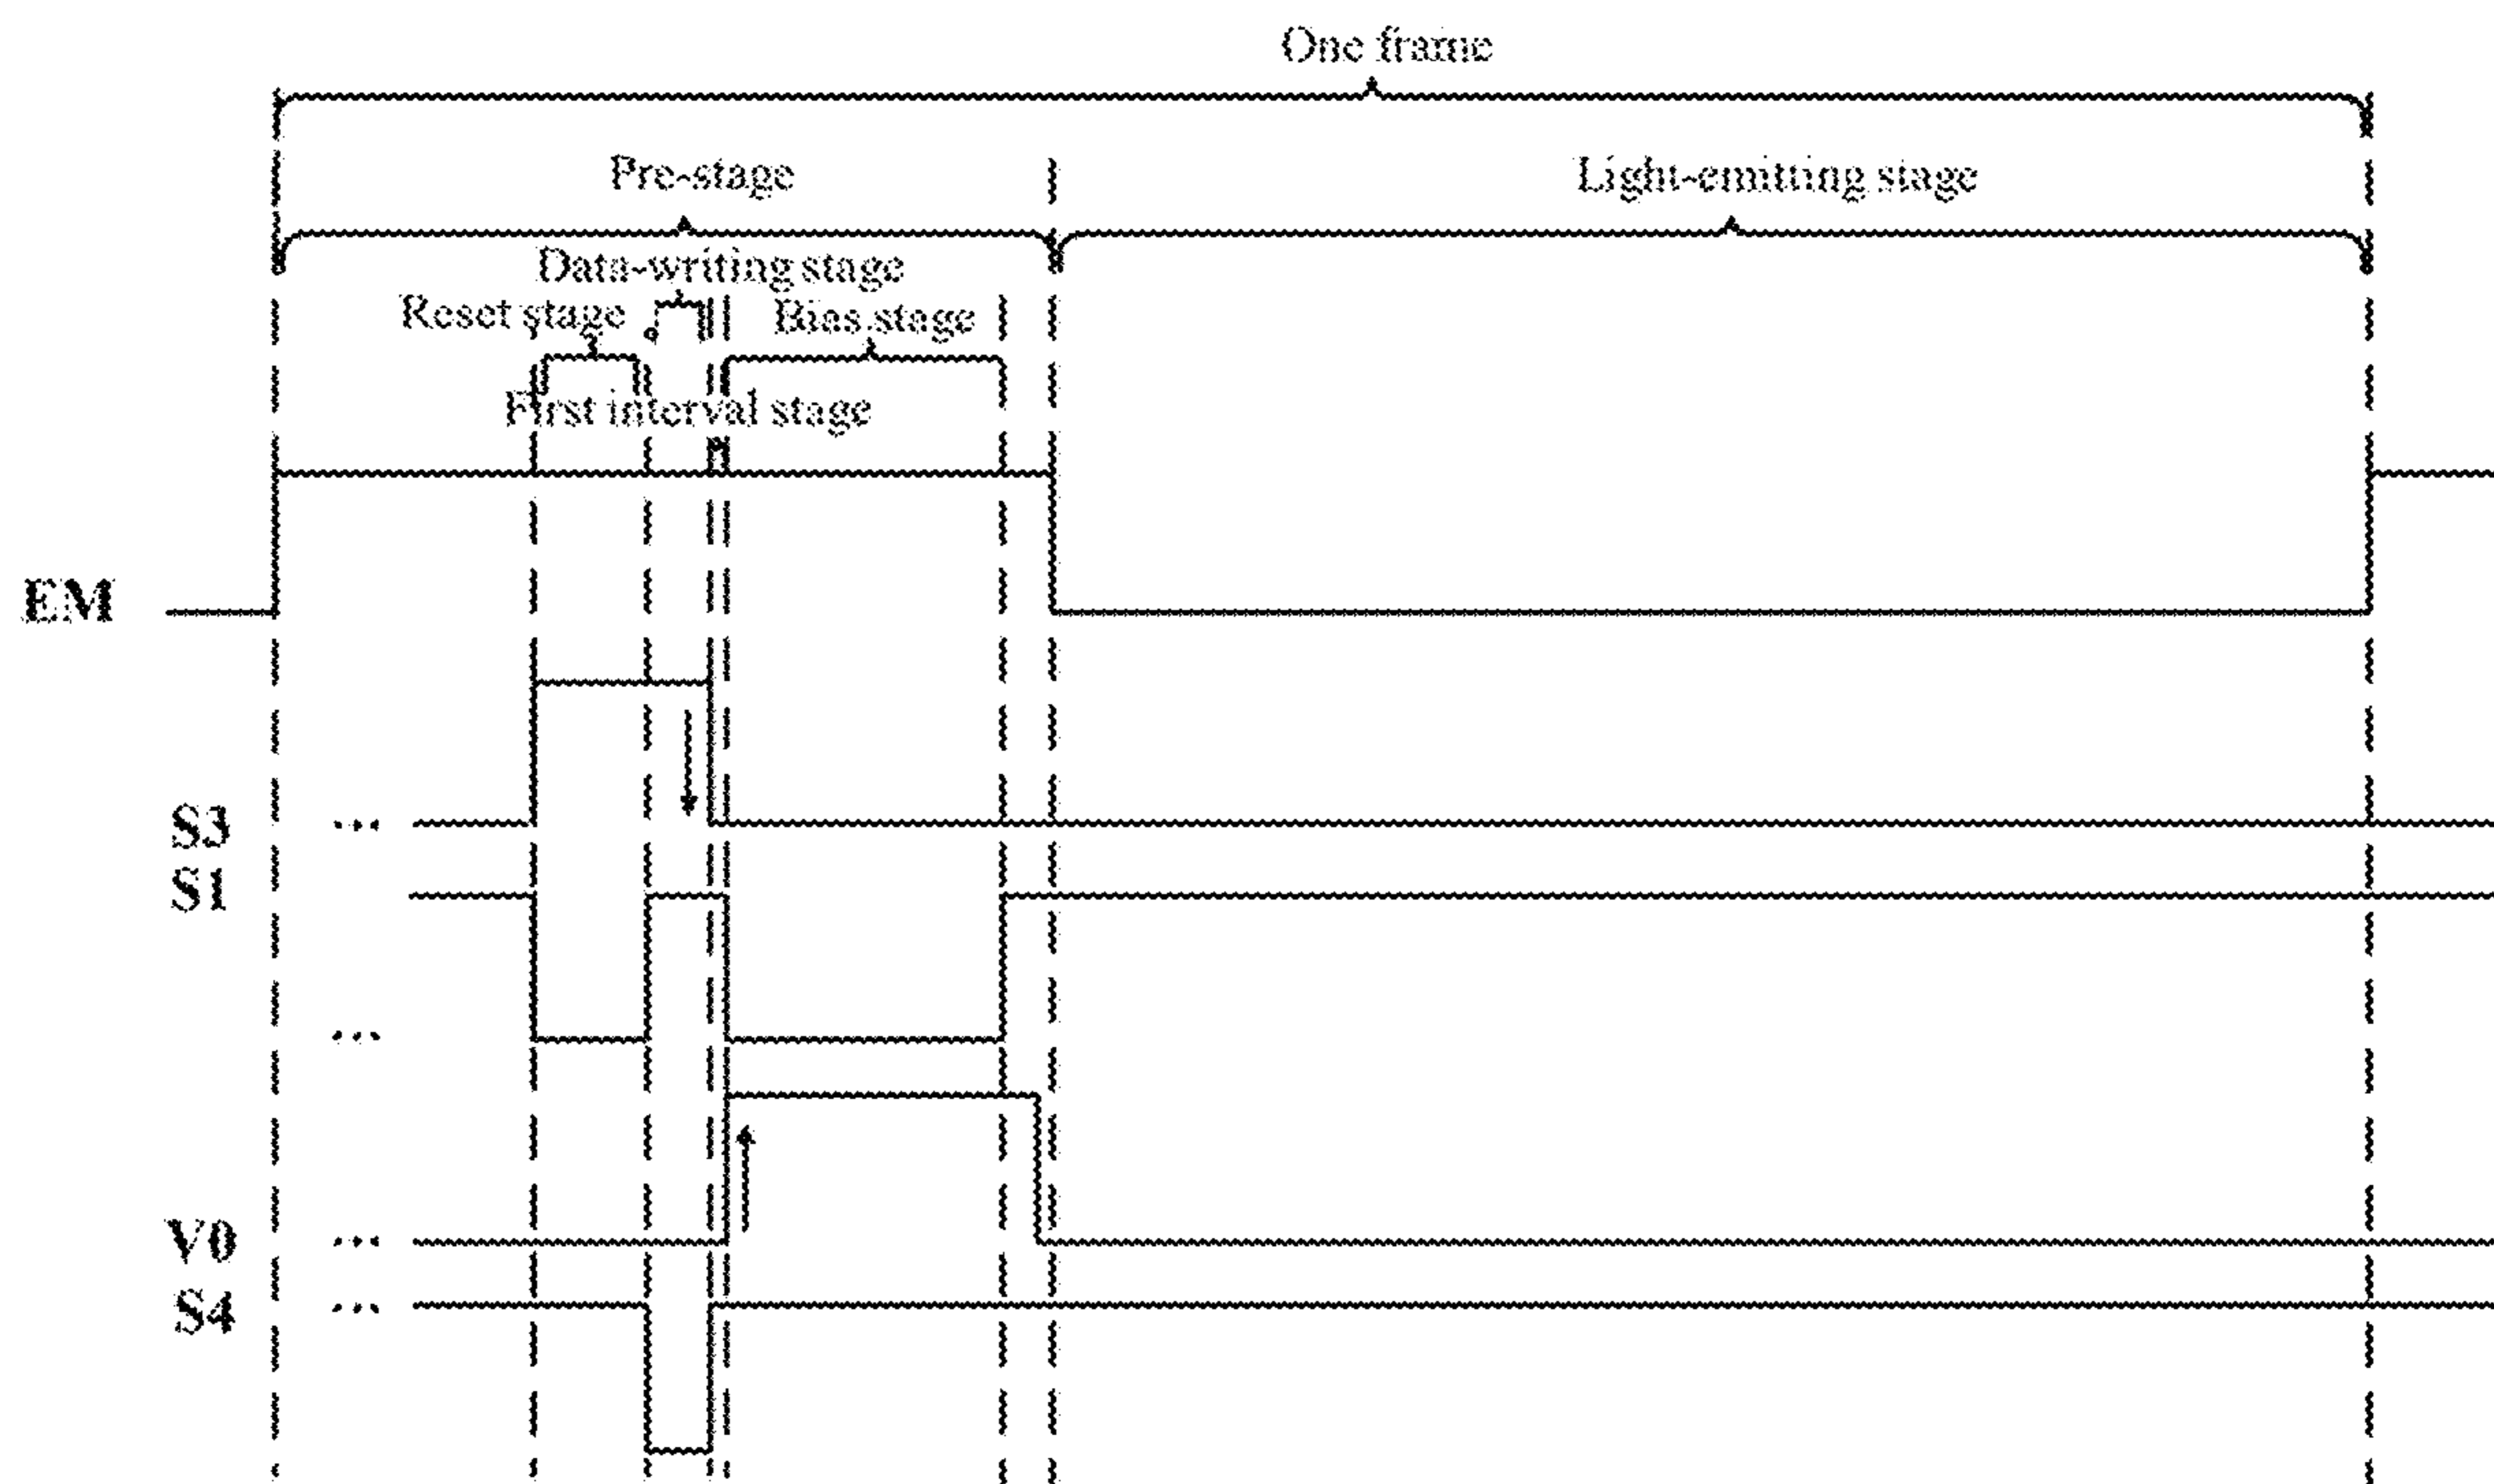 One frame
Pre-stage
Light-emitting stage
Data-writing stage
Reset stage
Bias stage
First interval stage
EM
S3
...
S1
...
V0
...
S4
...